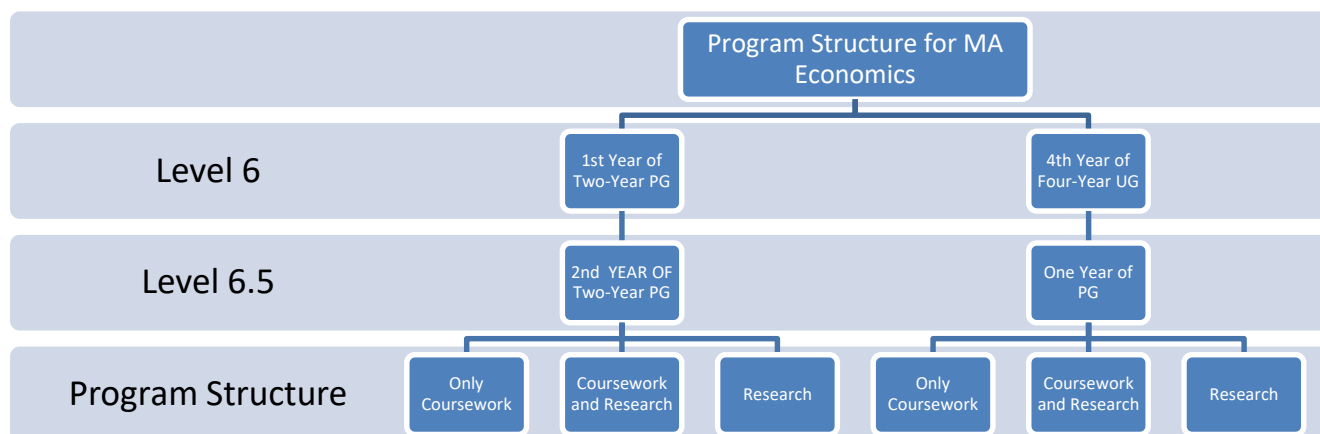 Program Structure for MA
Economics
Level 6
1st Year of
Two-Year PG
4th Year of
Four-Year UG
Level 6.5
2nd YEAR OF
Two-Year PG
One Year of
PG
Program Structure
Only
Coursework
Coursework
and Research
Research
Only
Coursework
Coursework
and Research
Research